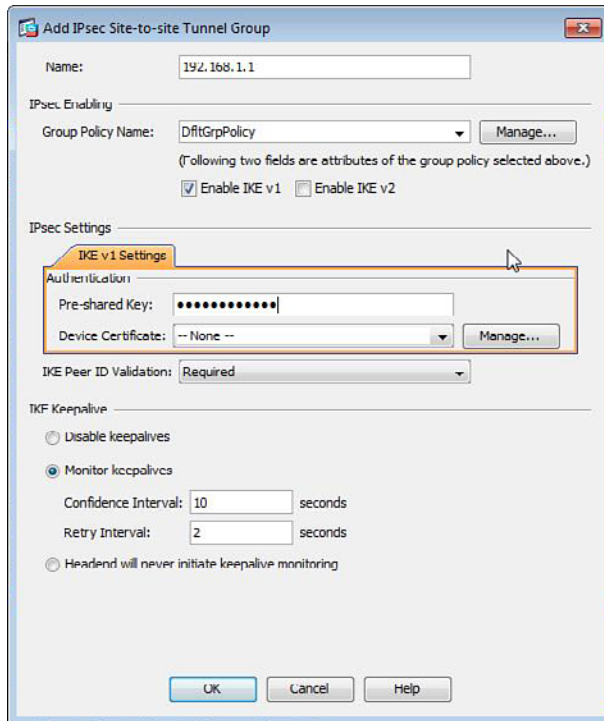 Add IPsec Site-to-site Tunnel Group
Name: 192.168.1.1
IPsec Enabling
Group Policy Name: DfltGrpPolicy Manage...
(Following two fields are attributes of the group policy selected above.)
Enable IKE v1 Enable IKE v2
IPsec Settings
IKE v1 Settings
Authentication
Pre-shared Key: ••••••••••••
Device Certificate: -- None -- Manage...
IKE Peer ID Validation: Required
IKE Keepalive
Disable keepalives
Monitor keepalives
Confidence Interval: 10 seconds
Retry Interval: 2 seconds
Headend will never initiate keepalive monitoring
OK Cancel Help